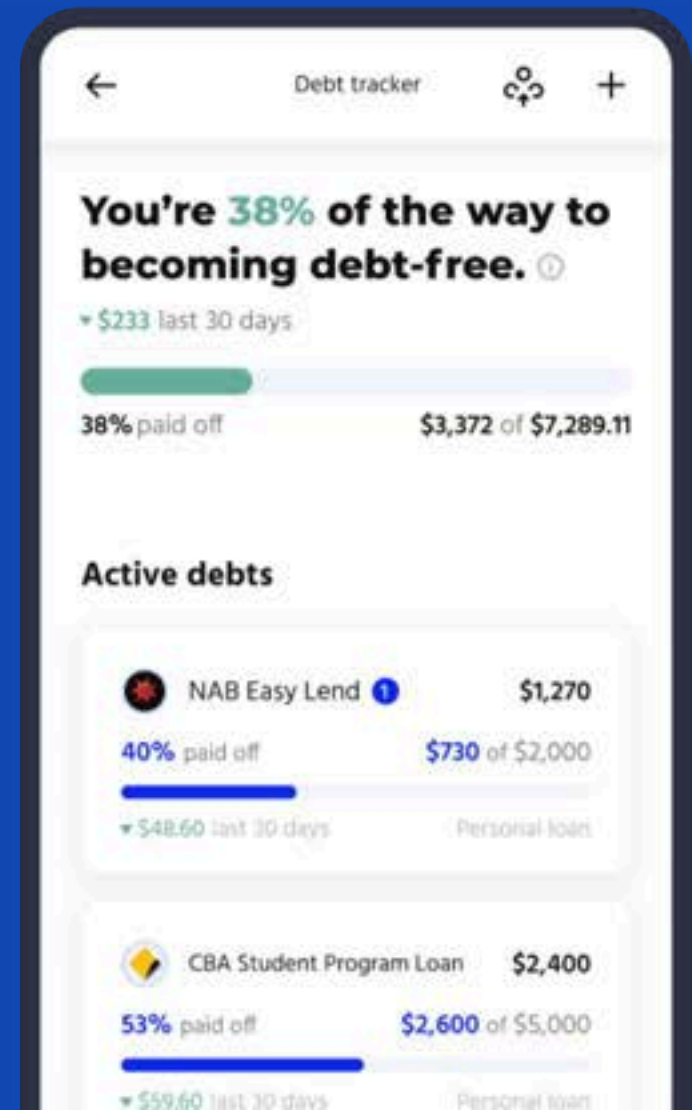 Debt tracker
You're 38% of the way to
becoming debt-free.
$233 last 30 days
38% paid off $3,372 of $7,289.11
Active debts
NAB Easy Lend 1 $1,270
40% paid off $730 of $2,000
$48.60 last 30 days Personal loan
CBA Student Program Loan $2,400
53% paid off $2,600 of $5,000
$59.60 last 30 days Personal loan